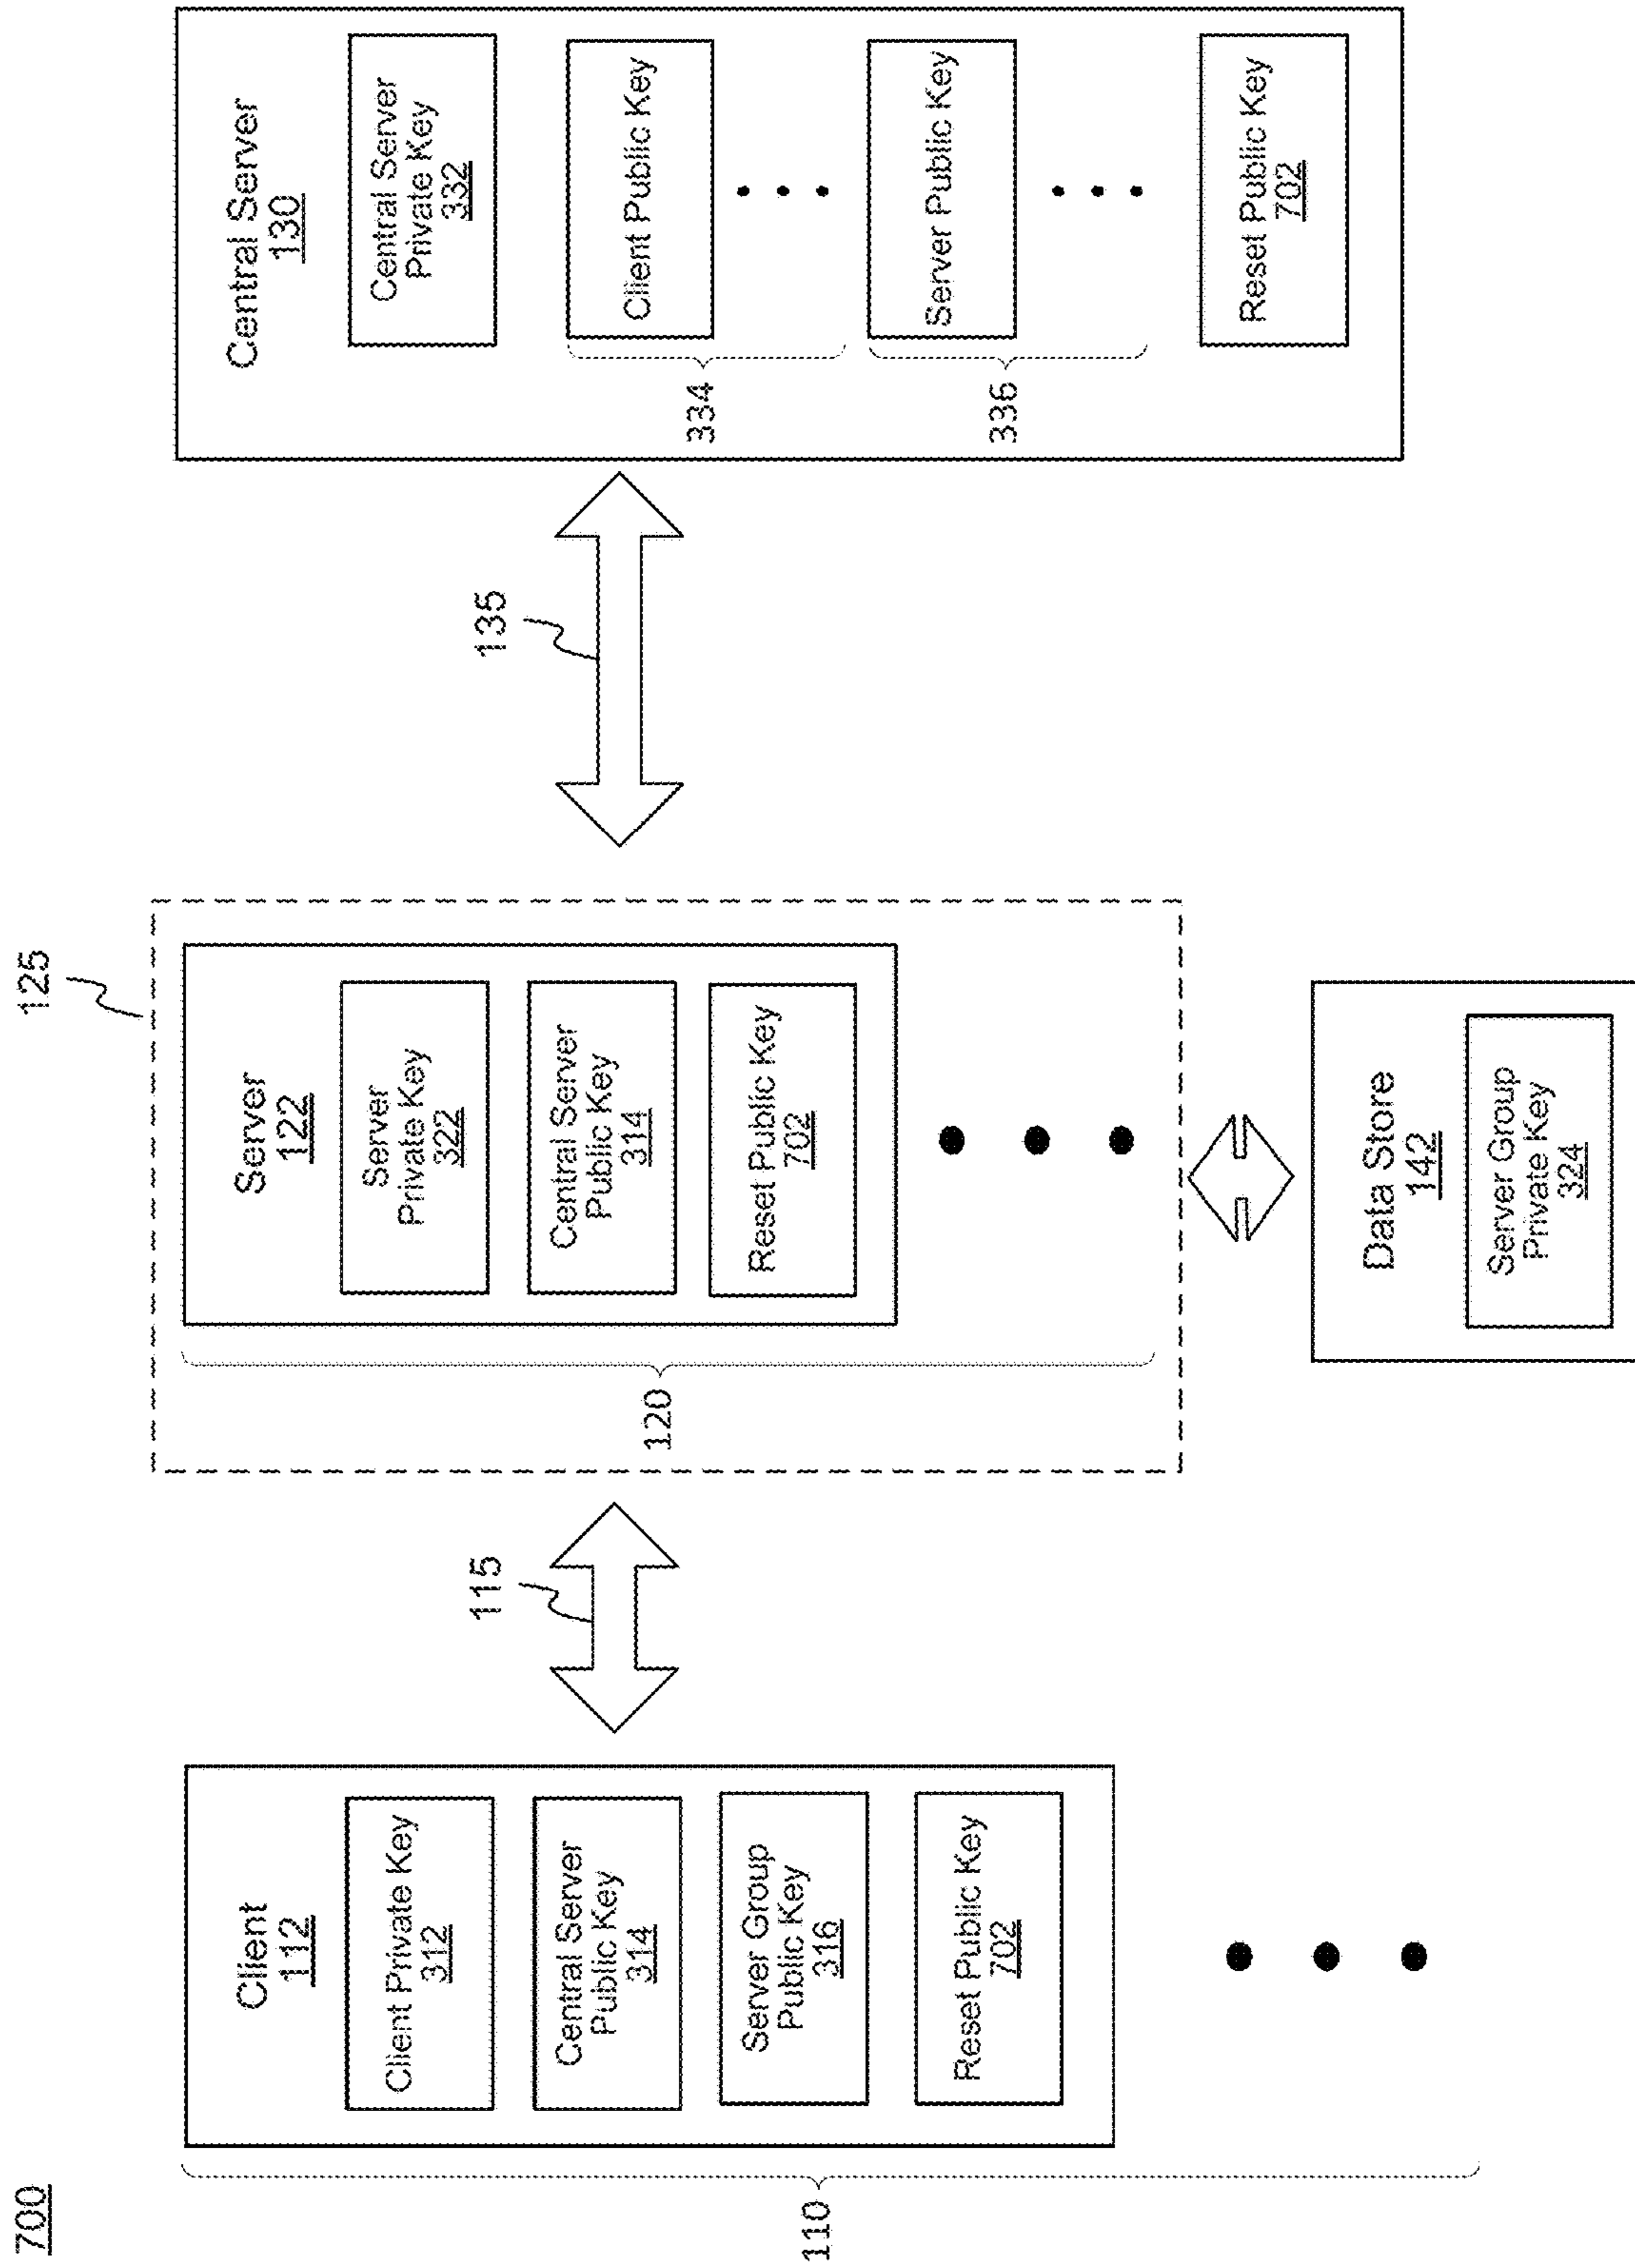 700
110
Client
112
Client Private Key
312
Central Server
Public Key
314
Server Group
Public Key
316
Reset Public Key
702
115
125
120
Server
122
Server
Private Key
322
Central Server
Public Key
314
Reset Public Key
702
Data Store
142
Server Group
Private Key
324
135
Central Server
130
Central Server
Private Key
332
334
Client Public Key
336
Server Public Key
Reset Public Key
702